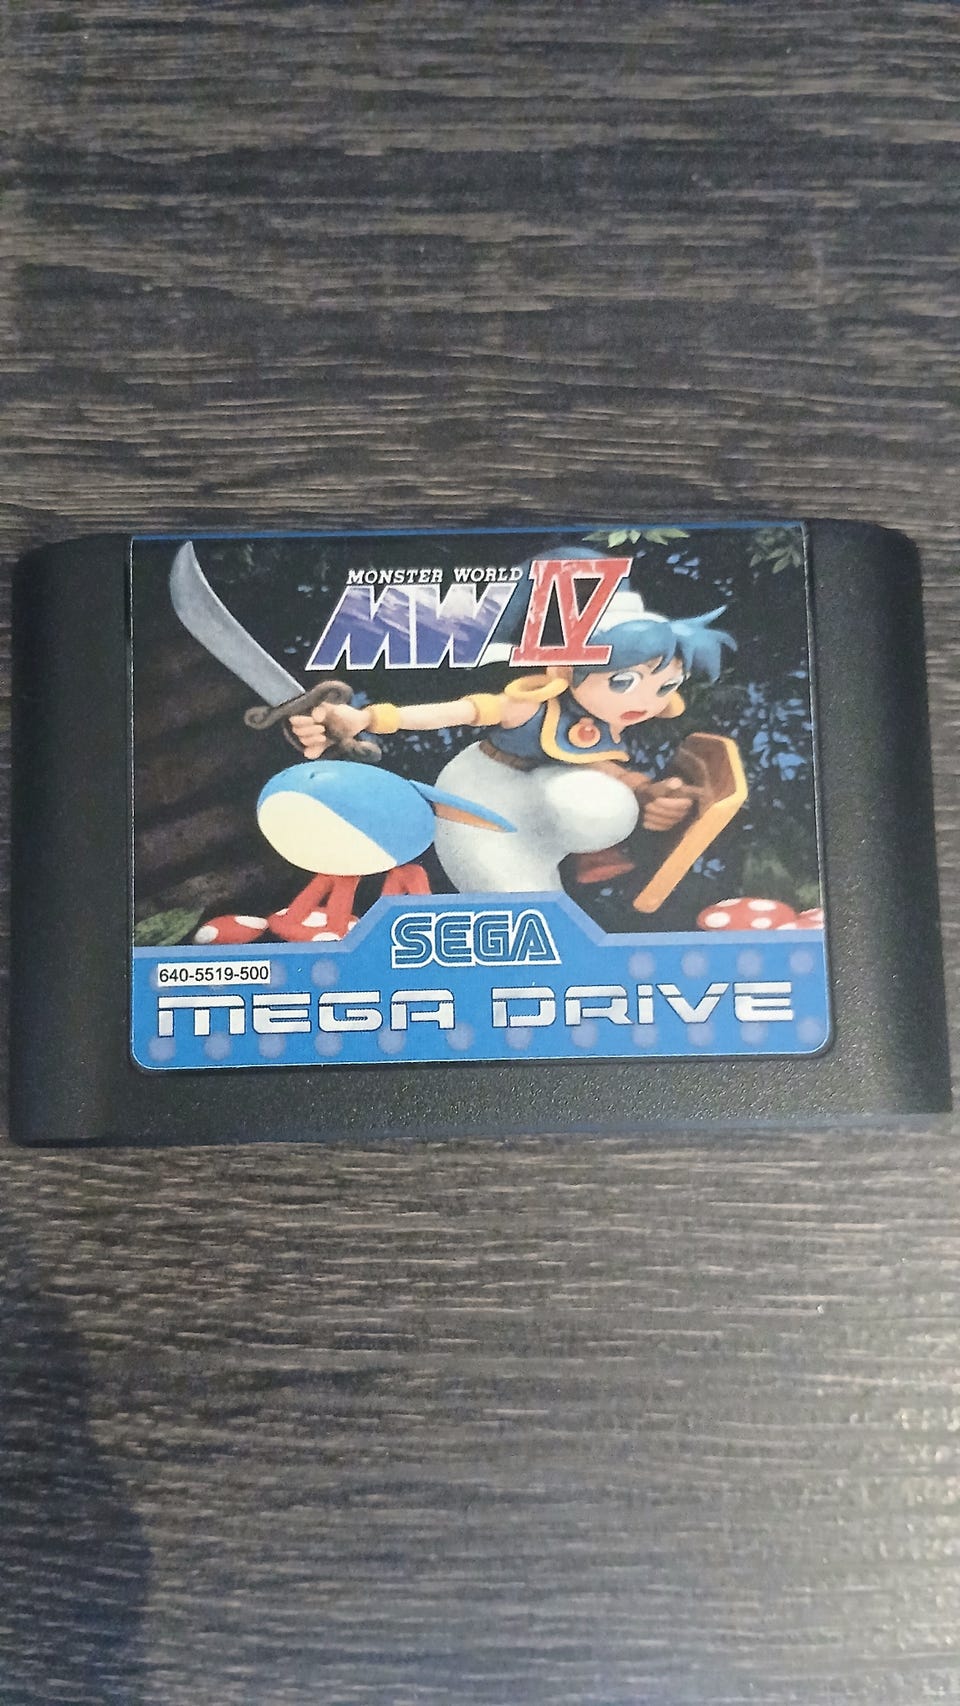 MONSTER WORLD
MW IV
SEGA
640-5519-500
MEGA DRIVE